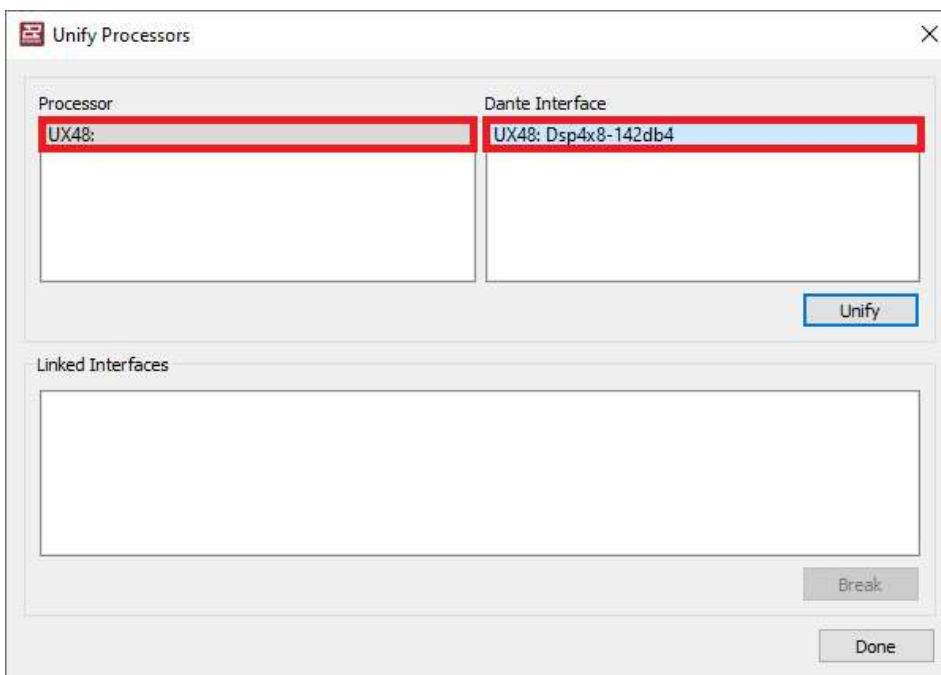 Unify Processors
Processor
Dante Interface
UX48:
UX48: Dsp4x8-142db4
Unify
Linked Interfaces
Break
Done